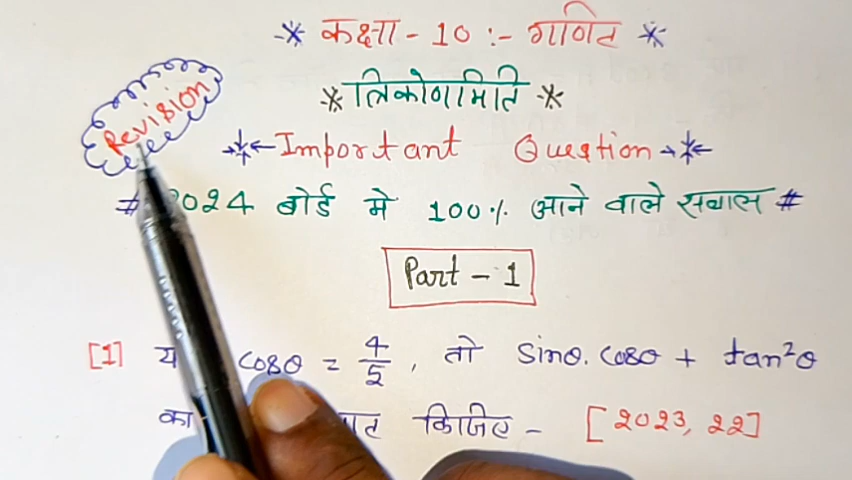 * कक्षा - 10 :- गणित *
Revision
* त्रिकोणमिति *
Important Question
# 2024 बोर्ड मे 100% आने वाले सवाल #
Part - 1
[1] cosθ = 4/5 , तो sinθ. cosθ + tan²θ
का किजिए - [2023, 22]